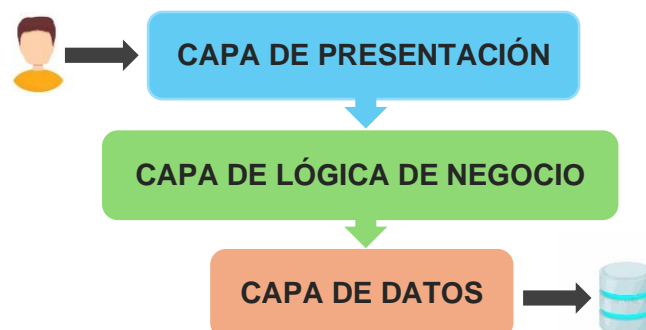 CAPA DE PRESENTACIÓN
CAPA DE LÓGICA DE NEGOCIO
CAPA DE DATOS